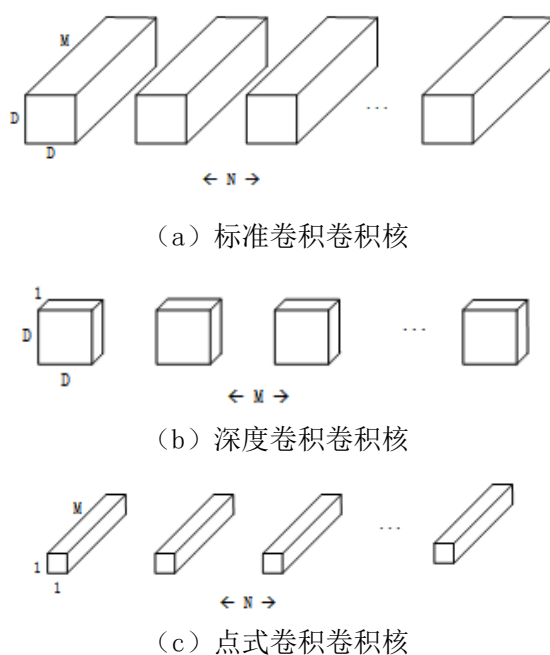 M
D
D
...
← N →
（a）标准卷积卷积核
1
D
D
...
← M →
（b）深度卷积卷积核
M
1
1
...
← N →
（c）点式卷积卷积核